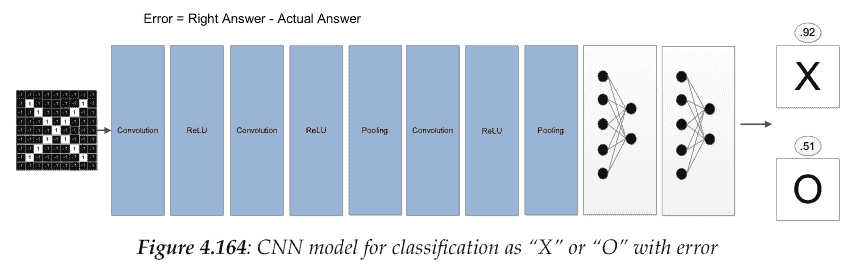 Error = Right Answer - Actual Answer
Convolution ReLU Convolution ReLU Pooling Convolution ReLU Pooling
.92
X
.51
O
Figure 4.164: CNN model for classification as “X” or “O” with error